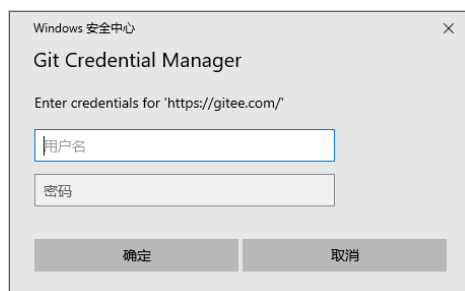 Windows 安全中心
Git Credential Manager
Enter credentials for 'https://gitee.com/'
用户名
密码
确定
取消